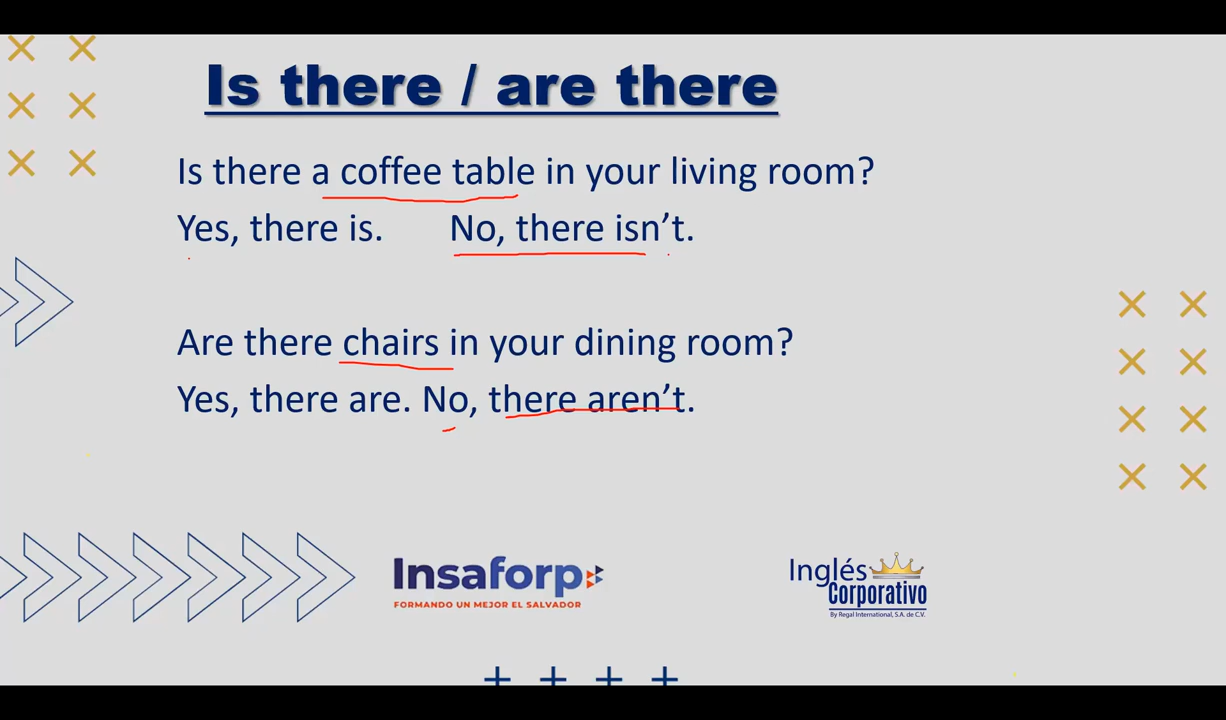 Is there / are there
Is there a coffee table in your living room?
Yes, there is. No, there isn't.
Are there chairs in your dining room?
Yes, there are. No, there aren't.
Insaforp
FORMANDO UN MEJOR EL SALVADOR
Inglés
Corporativo
By Regal International, S.A. de C.V.